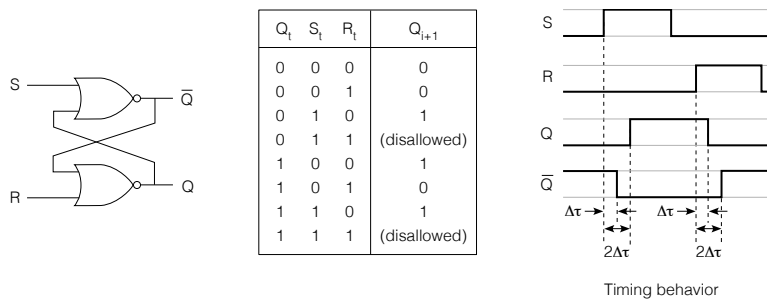 S
Q̅
R
Q
Qt St Rt Qi+1
0 0 0 0
0 0 1 0
0 1 0 1
0 1 1 (disallowed)
1 0 0 1
1 0 1 0
1 1 0 1
1 1 1 (disallowed)
S
R
Q
Q̅
Δτ Δτ
2Δτ 2Δτ
Timing behavior